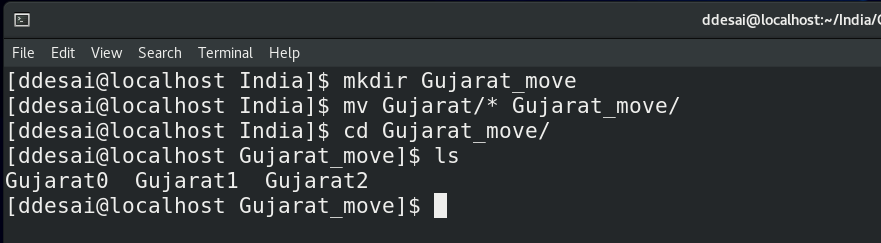 ddesai@localhost:~/India/
File Edit View Search Terminal Help
[ddesai@localhost India]$ mkdir Gujarat_move
[ddesai@localhost India]$ mv Gujarat/* Gujarat_move/
[ddesai@localhost India]$ cd Gujarat_move/
[ddesai@localhost Gujarat_move]$ ls
Gujarat0 Gujarat1 Gujarat2
[ddesai@localhost Gujarat_move]$